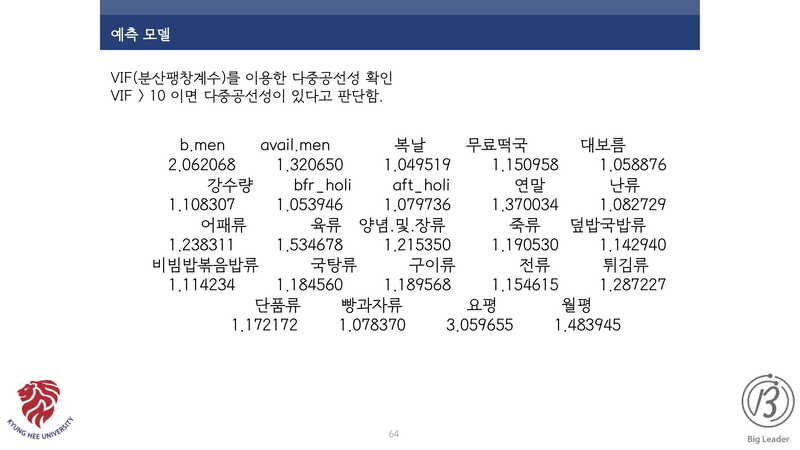 예측 모델
VIF(분산팽창계수)를 이용한 다중공선성 확인
VIF > 10 이면 다중공선성이 있다고 판단함.
b.men avail.men 복날 무료떡국 대보름
2.062068 1.320650 1.049519 1.150958 1.058876
강수량 bfr_holi aft_holi 연말 난류
1.108307 1.053946 1.079736 1.370034 1.082729
어패류 육류 양념.및.장류 죽류 덮밥국밥류
1.238311 1.534678 1.215350 1.190530 1.142940
비빔밥볶음밥류 국탕류 구이류 전류 튀김류
1.114234 1.184560 1.189568 1.154615 1.287227
단품류 빵과자류 요평 월평
1.172172 1.078370 3.059655 1.483945
KYUNG HEE UNIVERSITY
64
Big Leader